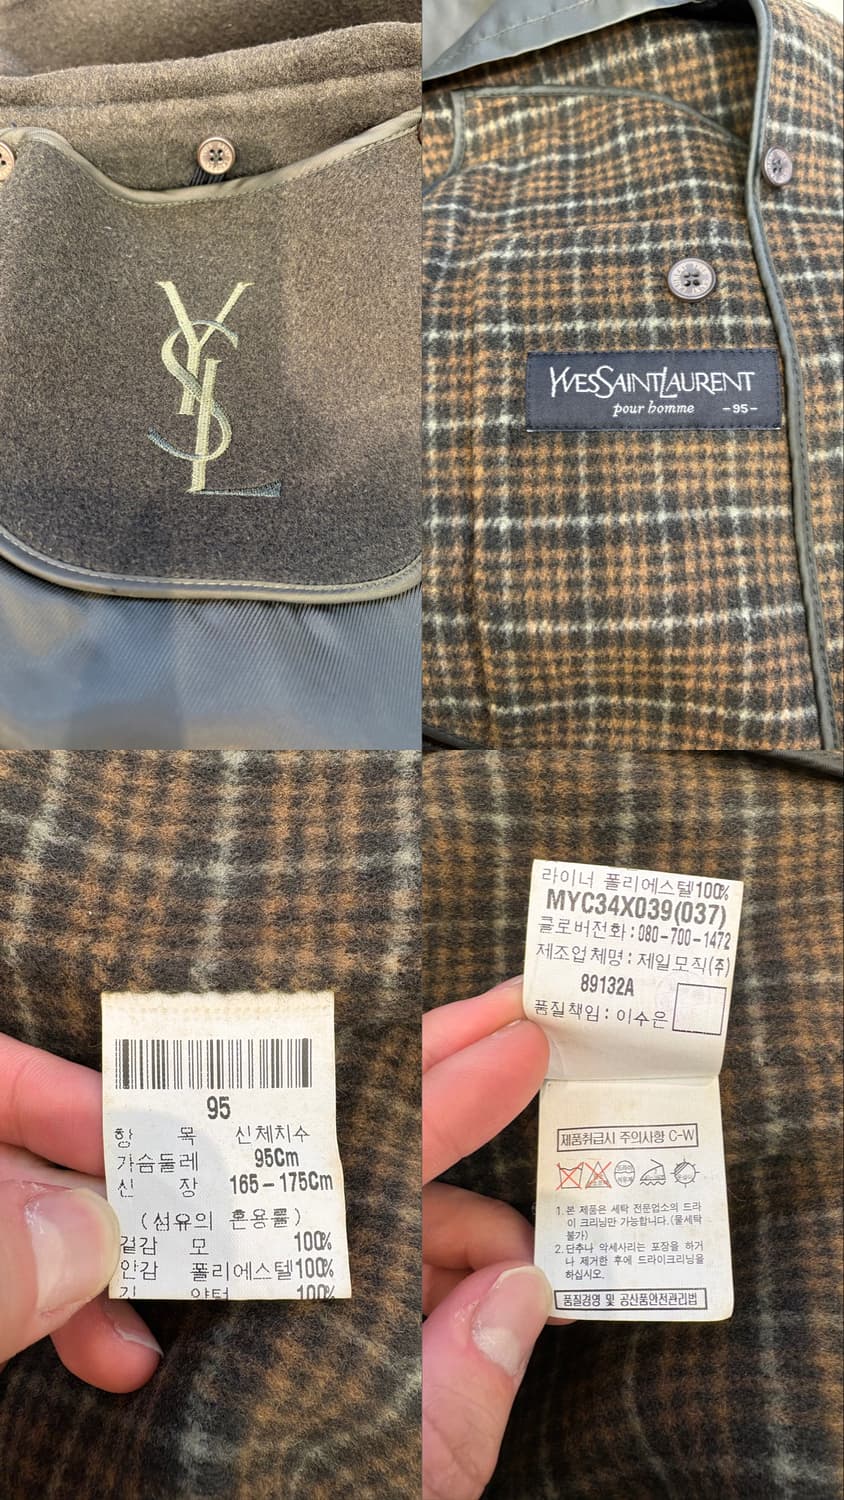 YSL
YVESSAINTLAURENT
pour homme -95-
95
항 목 신체치수
가슴둘레 95Cm
신 장 165-175Cm
(섬유의 혼용률)
겉감 모 100%
안감 폴리에스텔100%
깃 양털 100%
라이너 폴리에스텔100%
MYC34X039(037)
클로버전화:080-700-1472
제조업체명:제일모직(주)
89132A
품질책임:이수은
제품취급시 주의사항 C-W
1.본 제품은 세탁 전문업소의 드라
이 크리닝만 가능합니다.(물세탁
불가)
2.단추나 악세사리는 포장을 하거
나 제거한 후에 드라이크리닝을
하십시오.
품질경영 및 공산품안전관리법